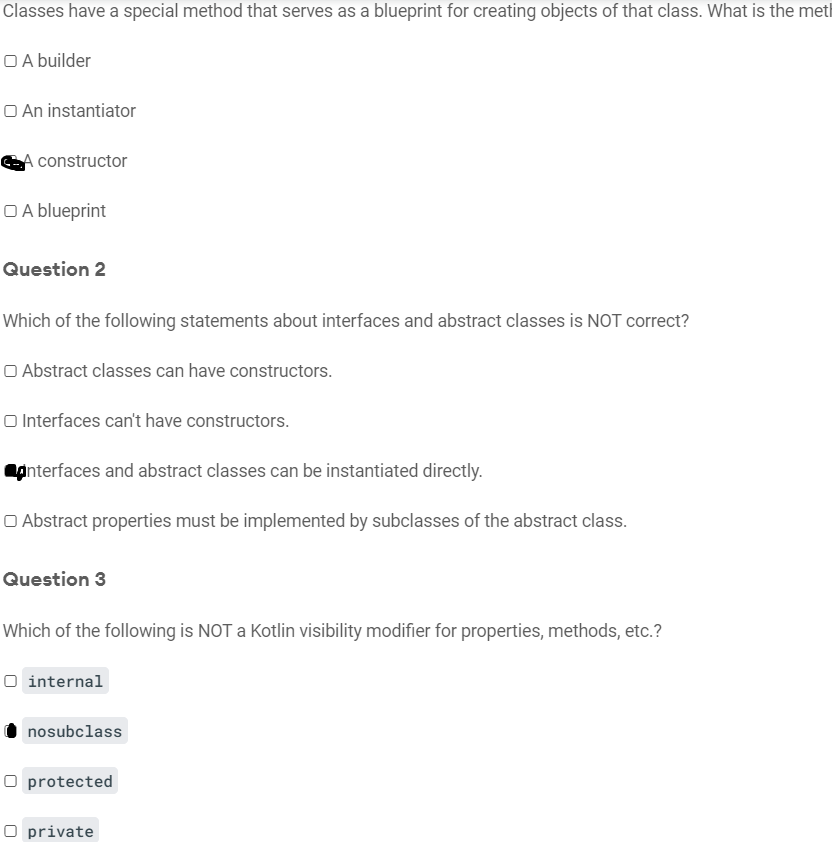 Classes have a special method that serves as a blueprint for creating objects of that class. What is the
A builder
An instantiator
A constructor
A blueprint
Question 2
Which of the following statements about interfaces and abstract classes is NOT correct?
Abstract classes can have constructors.
Interfaces can't have constructors.
nterfaces and abstract classes can be instantiated directly.
Abstract properties must be implemented by subclasses of the abstract class.
Question 3
Which of the following is NOT a Kotlin visibility modifier for properties, methods, etc.?
internal
nosubclass
protected
private